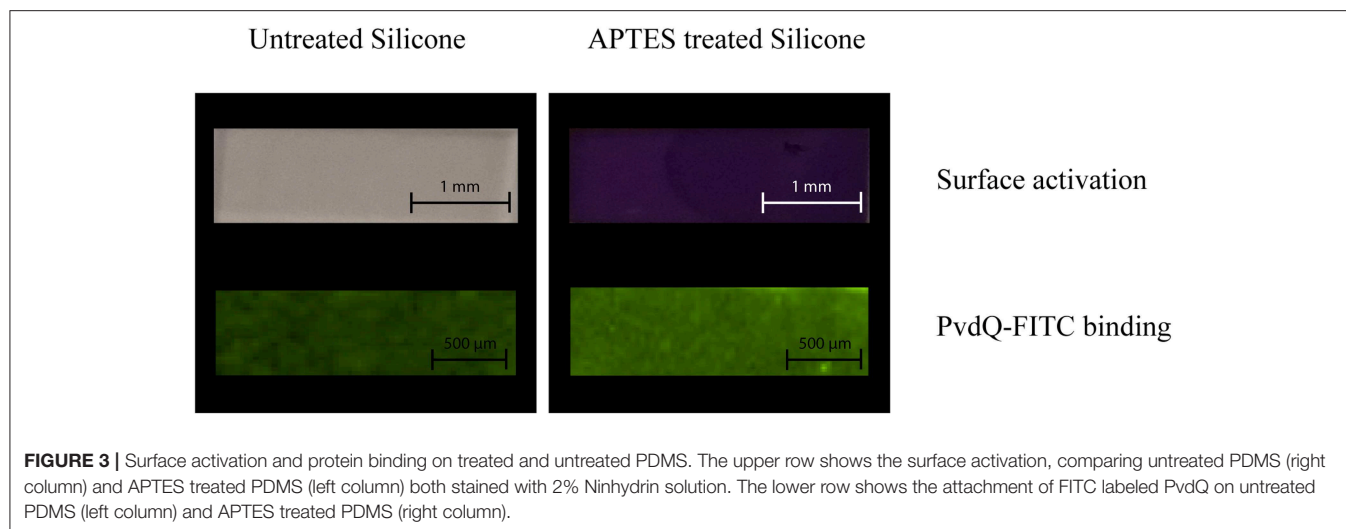 Untreated Silicone
APTES treated Silicone
1 mm
1 mm
Surface activation
500 µm
500 µm
PvdQ-FITC binding
FIGURE 3 | Surface activation and protein binding on treated and untreated PDMS. The upper row shows the surface activation, comparing untreated PDMS (right
column) and APTES treated PDMS (left column) both stained with 2% Ninhydrin solution. The lower row shows the attachment of FITC labeled PvdQ on untreated
PDMS (left column) and APTES treated PDMS (right column).